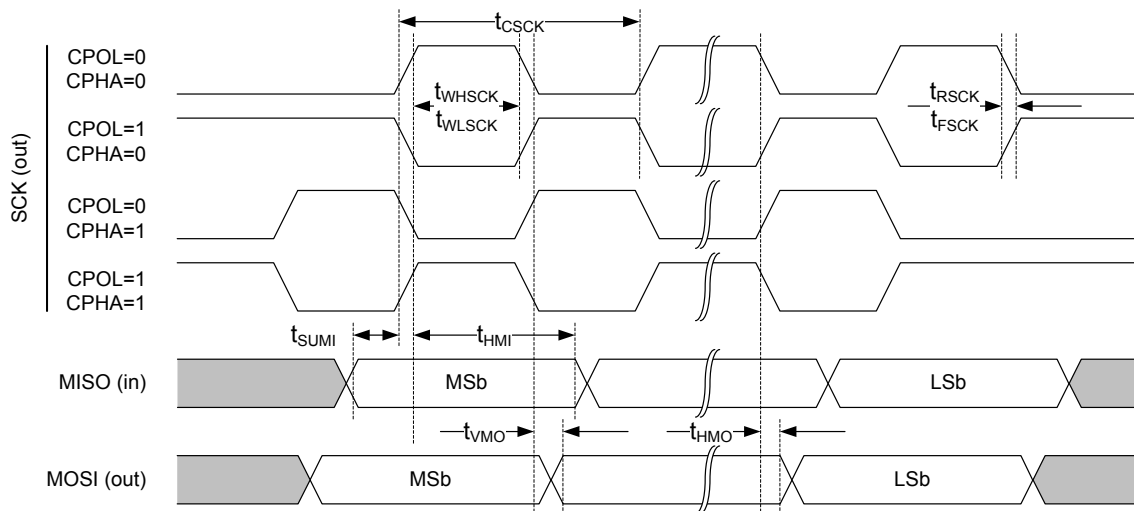 tCSCK
SCK (out)
CPOL=0
CPHA=0
tWHSCK
tWLSCK
tRSCK
tFSCK
CPOL=1
CPHA=0
CPOL=0
CPHA=1
CPOL=1
CPHA=1
tSUMI
tHMI
MISO (in)
MSb
LSb
tVMO
tHMO
MOSI (out)
MSb
LSb